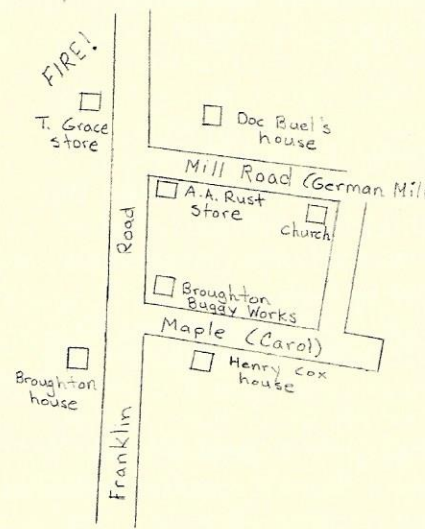 FIRE!
T. Grace
store
Doc Buel's
house
Mill Road (German Mill
A.A. Rust
Store
Church
Road
Broughton
Buggy Works
Maple (Carol)
Broughton
house
Henry Cox
house
Franklin